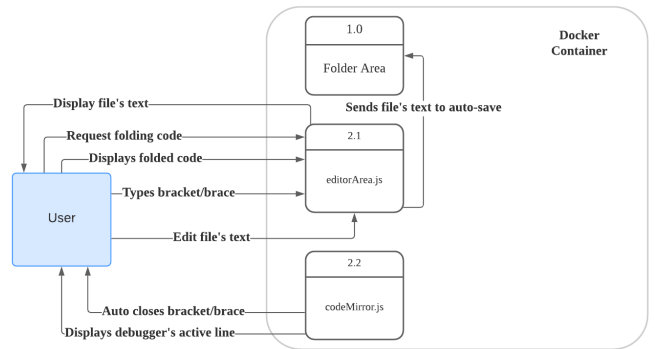 1.0
Docker
Container
Folder Area
Display file's text
Sends file's text to auto-save
Request folding code
2.1
Displays folded code
editorArea.js
Types bracket/brace
User
Edit file's text
2.2
Auto closes bracket/brace
codeMirror.js
Displays debugger's active line